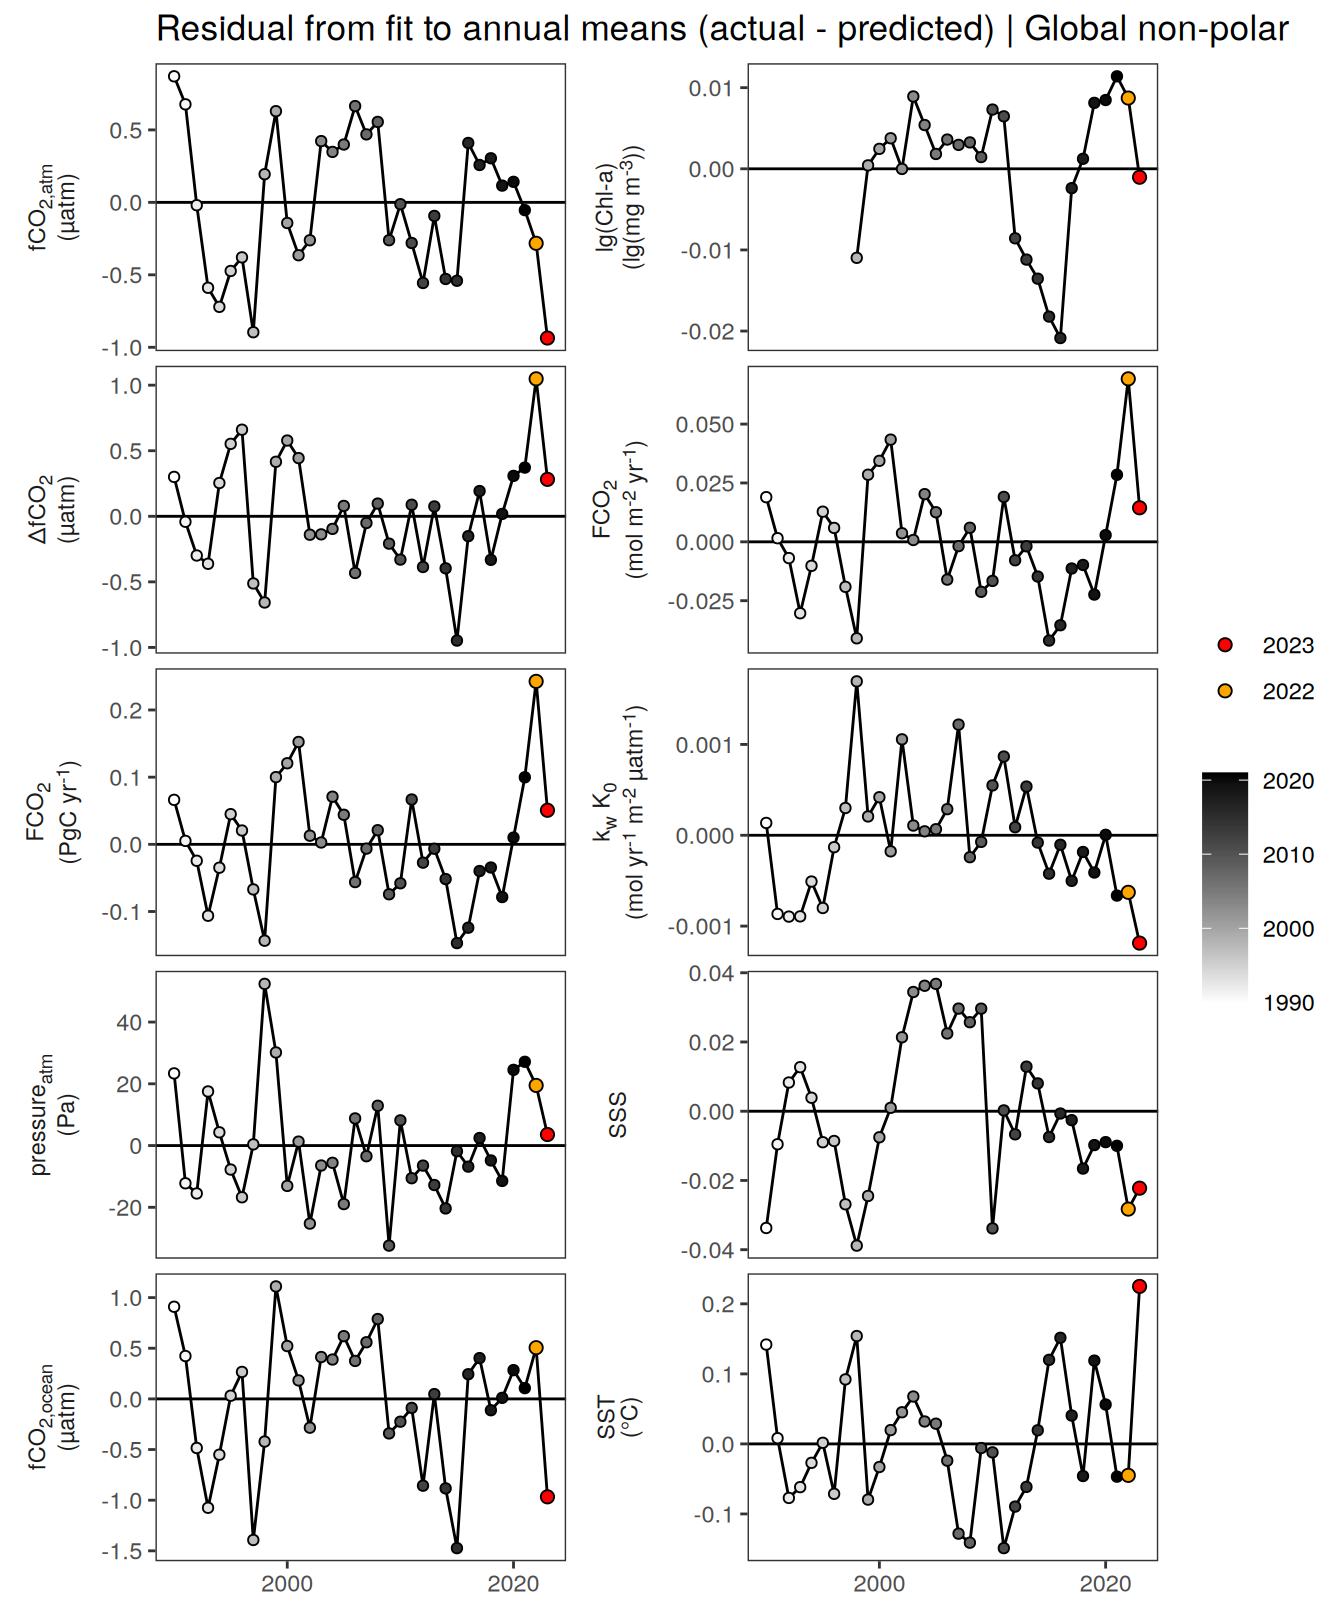 Residual from fit to annual means (actual - predicted) | Global non-polar
fCO2,atm
(µatm)
0.5
0.0
-0.5
-1.0
lg(Chl-a)
(lg(mg m-3))
0.01
0.00
-0.01
-0.02
ΔfCO2
(µatm)
1.0
0.5
0.0
-0.5
-1.0
FCO2
(mol m-2 yr-1)
0.050
0.025
0.000
-0.025
FCO2
(PgC yr-1)
0.2
0.1
0.0
-0.1
kw K0
(mol yr-1 m-2 µatm-1)
0.001
0.000
-0.001
pressureatm
(Pa)
40
20
0
-20
SSS
0.04
0.02
0.00
-0.02
-0.04
fCO2,ocean
(µatm)
1.0
0.5
0.0
-0.5
-1.0
-1.5
2000
2020
SST
(°C)
0.2
0.1
0.0
-0.1
2000
2020
2023
2022
2020
2010
2000
1990